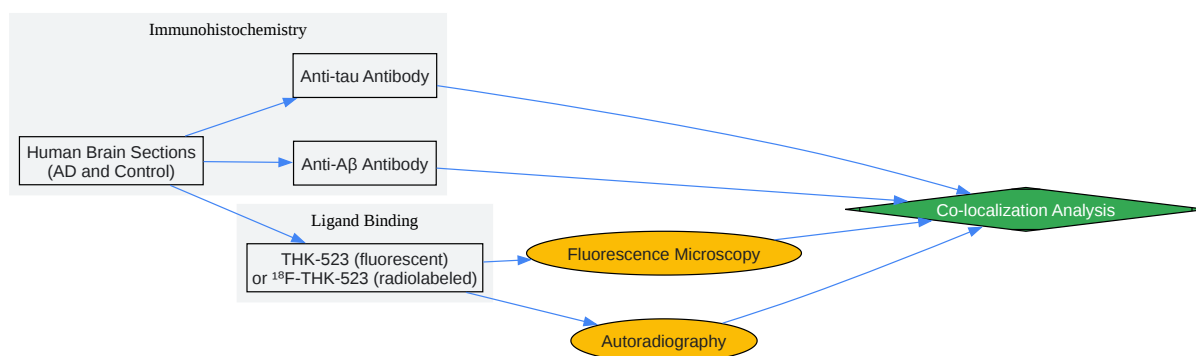 Immunohistochemistry
Anti-tau Antibody
Human Brain Sections
(AD and Control)
Anti-Aβ Antibody
Ligand Binding
THK-523 (fluorescent)
or ¹⁸F-THK-523 (radiolabeled)
Fluorescence Microscopy
Autoradiography
Co-localization Analysis